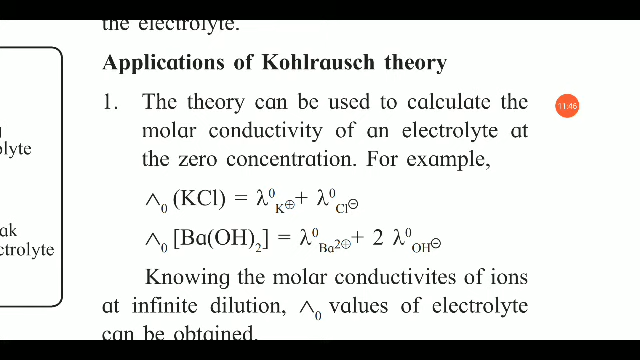 the electrolyte.
Applications of Kohlrausch theory
1. The theory can be used to calculate the
molar conductivity of an electrolyte at
the zero concentration. For example,
∧₀ (KCl) = λ⁰K⊕ + λ⁰Cl⊖
∧₀ [Ba(OH)₂] = λ⁰Ba²⊕ + 2 λ⁰OH⊖
Knowing the molar conductivites of ions
at infinite dilution, ∧₀ values of electrolyte
can be obtained.
olyte
ak
ctrolyte
11:46